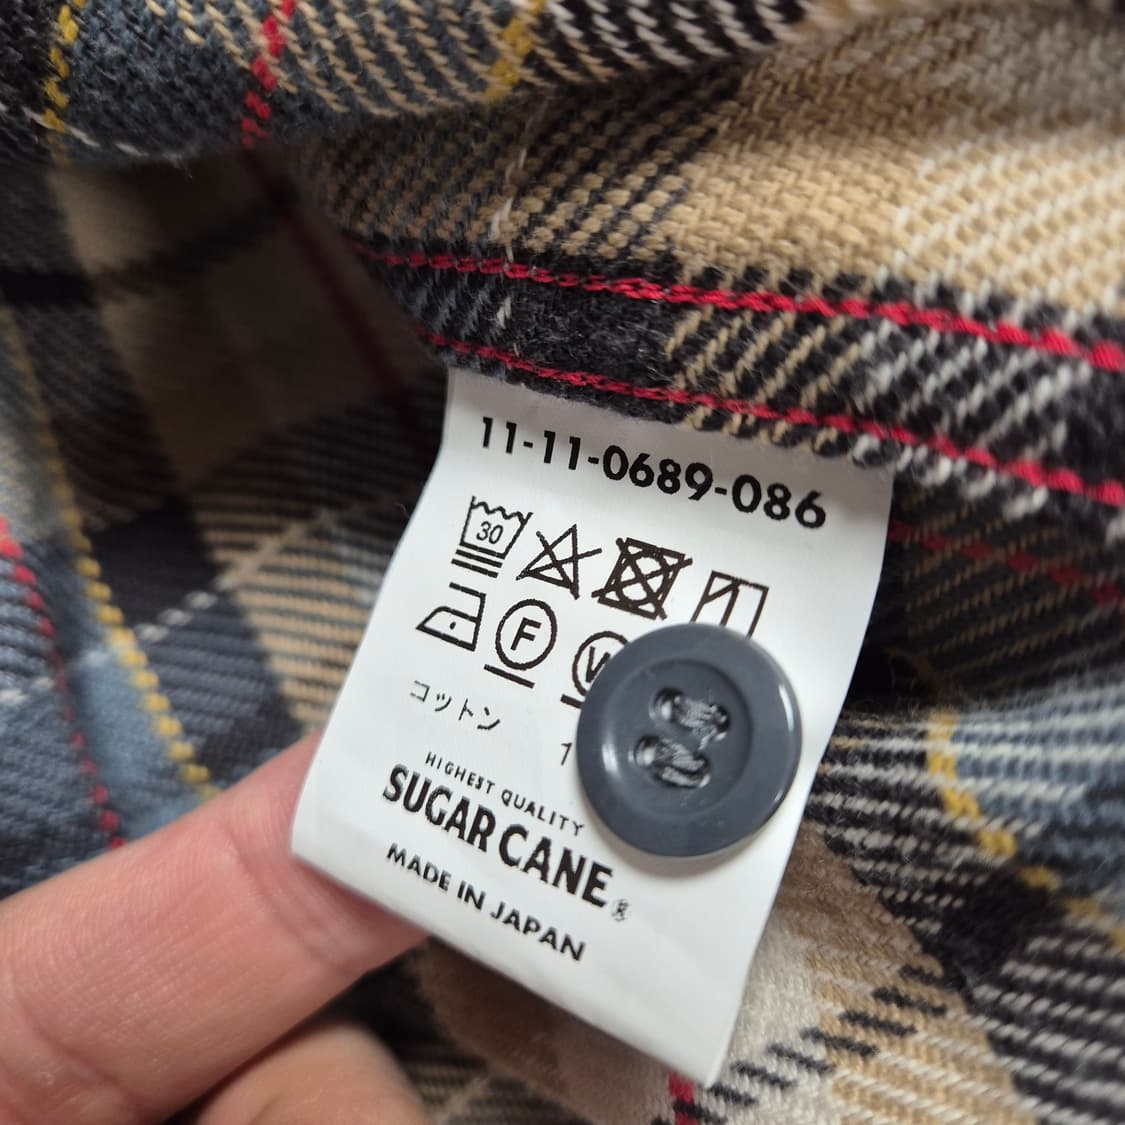 11-11-0689-086
30
F
W
コットン
HIGHEST QUALITY
SUGAR CANE®
MADE IN JAPAN